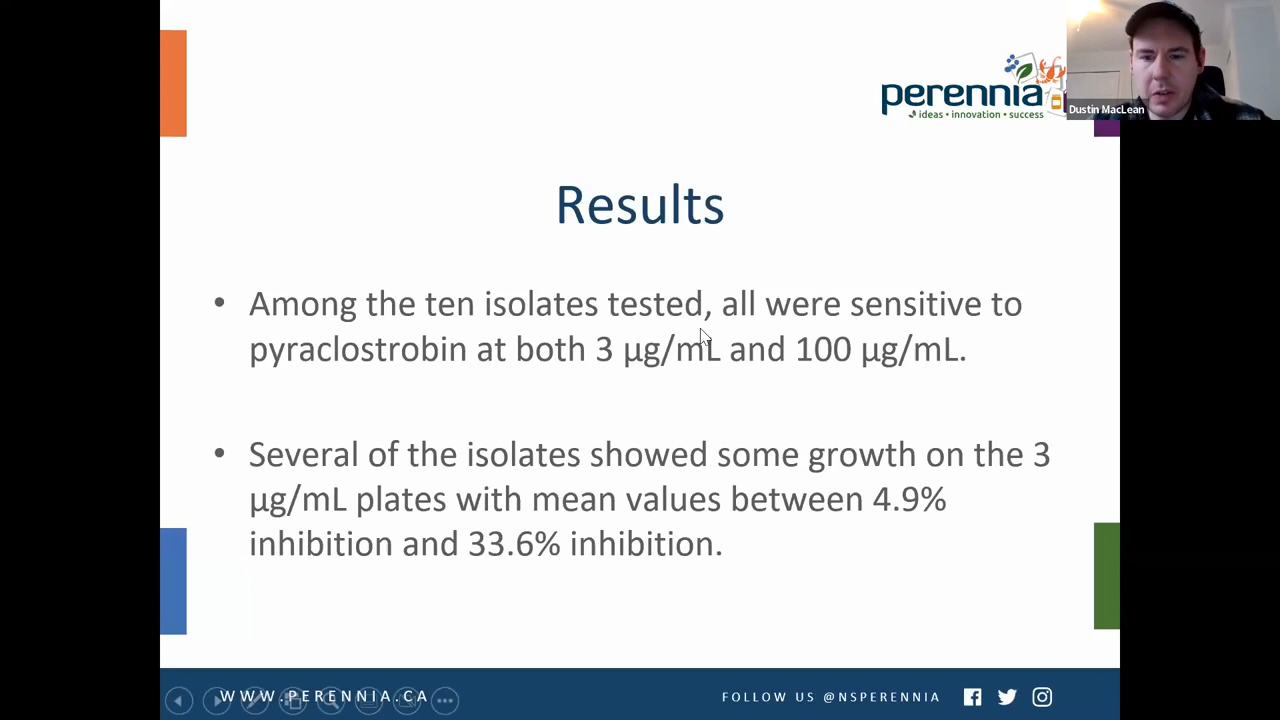 perennia
ideas • innovation • success
Dustin MacLean
Results
• Among the ten isolates tested, all were sensitive to
pyraclostrobin at both 3 µg/mL and 100 µg/mL.
• Several of the isolates showed some growth on the 3
µg/mL plates with mean values between 4.9%
inhibition and 33.6% inhibition.
WWW.PERENNIA.CA
FOLLOW US @NSPERENNIA